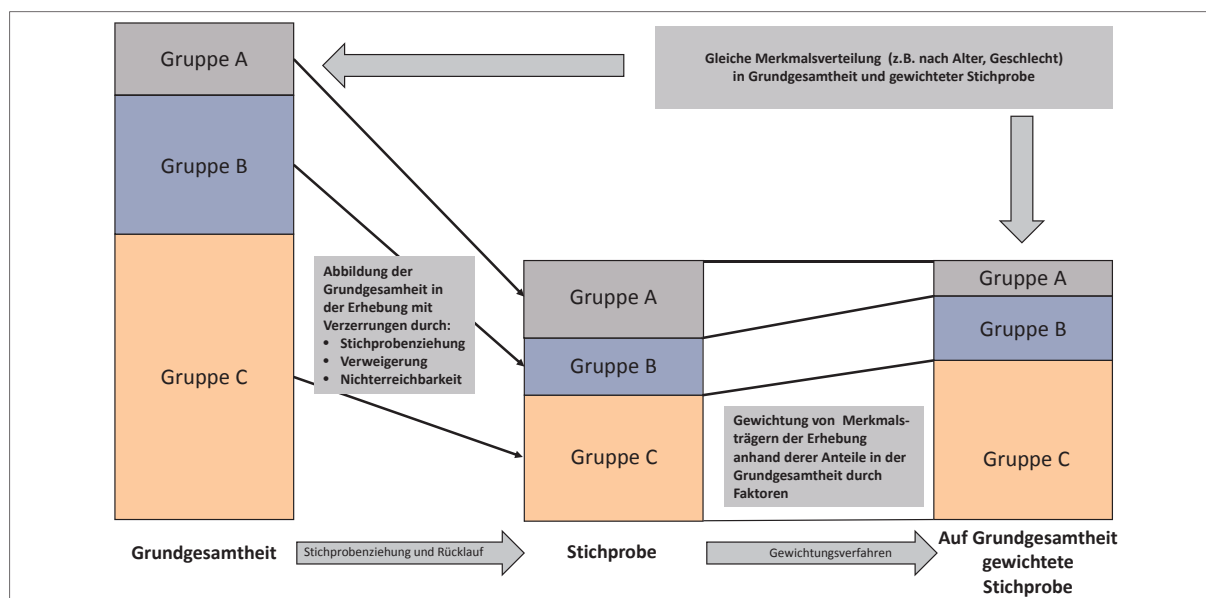 Gruppe A
Gruppe B
Gruppe C
Grundgesamtheit
Gleiche Merkmalsverteilung (z.B. nach Alter, Geschlecht)
in Grundgesamtheit und gewichteter Stichprobe
Abbildung der
Grundgesamheit in
der Erhebung mit
Verzerrungen durch:
• Stichprobenziehung
• Verweigerung
• Nichterreichbarkeit
Stichprobenziehung und Rücklauf
Gruppe A
Gruppe B
Gruppe C
Stichprobe
Gewichtung von Merkmals-
trägern der Erhebung
anhand derer Anteile in der
Grundgesamtheit durch
Faktoren
Gewichtungsverfahren
Gruppe A
Gruppe B
Gruppe C
Auf Grundgesamtheit
gewichtete
Stichprobe